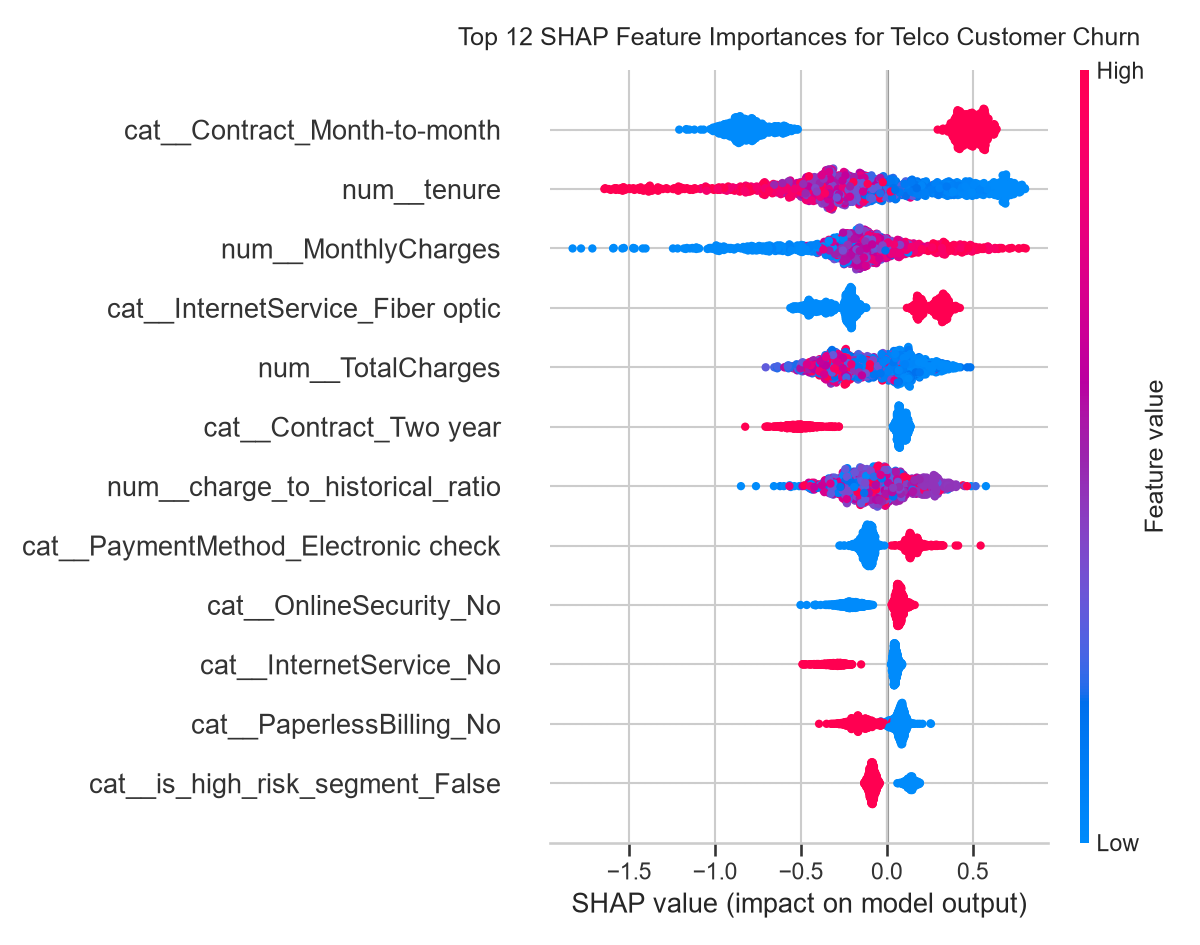 Top 12 SHAP Feature Importances for Telco Customer Churn
High
cat__Contract_Month-to-month
num__tenure
num__MonthlyCharges
cat__InternetService_Fiber optic
num__TotalCharges
cat__Contract_Two year
num__charge_to_historical_ratio
cat__PaymentMethod_Electronic check
cat__OnlineSecurity_No
cat__InternetService_No
cat__PaperlessBilling_No
cat__is_high_risk_segment_False
Feature value
Low
−1.5 −1.0 −0.5 0.0 0.5
SHAP value (impact on model output)